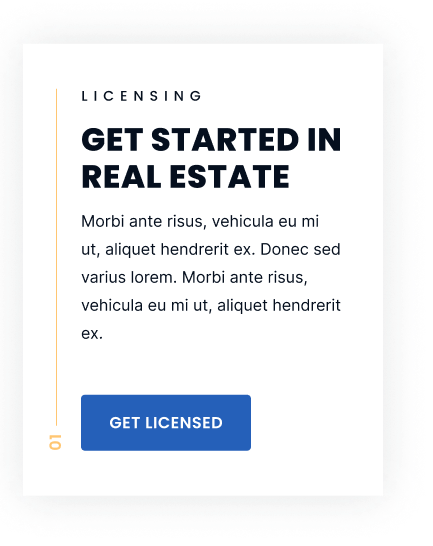 LICENSING
GET STARTED IN
REAL ESTATE
Morbi ante risus, vehicula eu mi
ut, aliquet hendrerit ex. Donec sed
varius lorem. Morbi ante risus,
vehicula eu mi ut, aliquet hendrerit
ex.
GET LICENSED
01